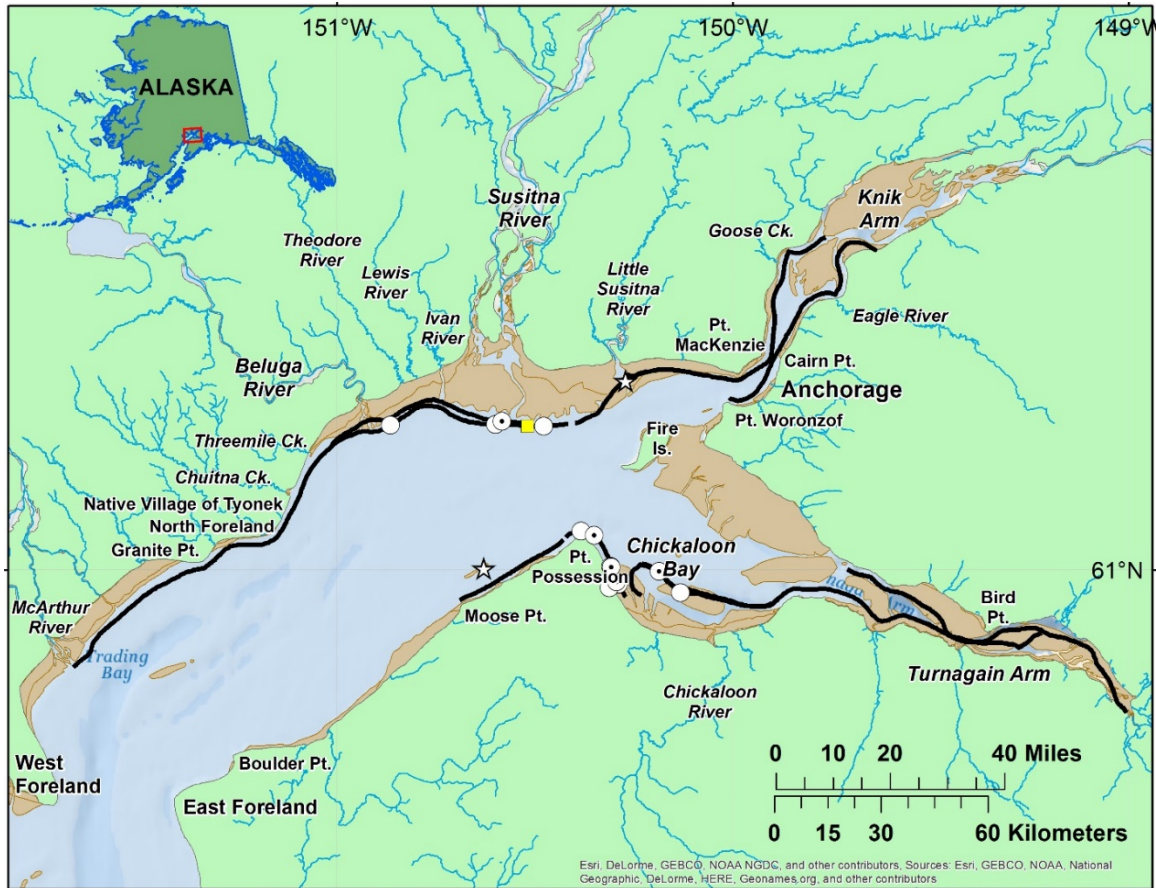 151°W
150°W
149°W
ALASKA
Susitna
River
Knik
Arm
Goose Ck.
Theodore
River
Lewis
River
Little
Susitna
River
Ivan
River
Pt.
MacKenzie
Eagle River
Beluga
River
Cairn Pt.
Anchorage
Pt. Woronzof
Threemile Ck.
Fire
Is.
Chuitna Ck.
Native Village of Tyonek
North Foreland
Granite Pt.
Chickaloon
Bay
Pt.
Possession
61°N
McArthur
River
Moose Pt.
Bird
Pt.
Trading
Bay
Turnagain Arm
Chickaloon
River
West
Foreland
Boulder Pt.
East Foreland
0 10 20 40 Miles
0 15 30 60 Kilometers
Esri, DeLorme, GEBCO, NOAA NGDC, and other contributors, Sources: Esri, GEBCO, NOAA, National
Geographic, DeLorme, HERE, Geonames.org, and other contributors